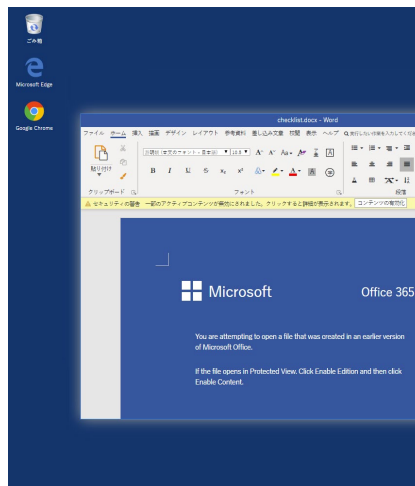 ごみ箱
Microsoft Edge
Google Chrome
checklist.docx - Word
ファイル ホーム 挿入 描画 デザイン レイアウト 参考資料 差し込み文書 校閲 表示 ヘルプ
貼り付け
10.5
B I U S x₂ x²
クリップボード フォント 段落
セキュリティの警告 一部のアクティブコンテンツが無効にされました。クリックすると詳細が表示されます。 コンテンツの有効化
Microsoft Office 365
You are attempting to open a file that was created in an earlier version
of Microsoft Office.
If the file opens in Protected View. Click Enable Edition and then click
Enable Content.